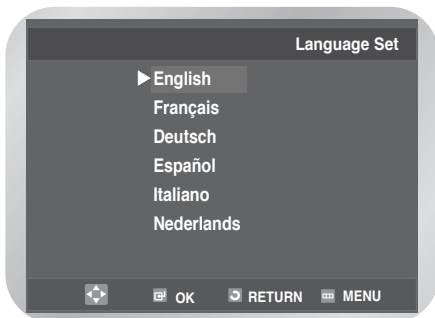 Language Set
English
Français
Deutsch
Español
Italiano
Nederlands
OK RETURN MENU